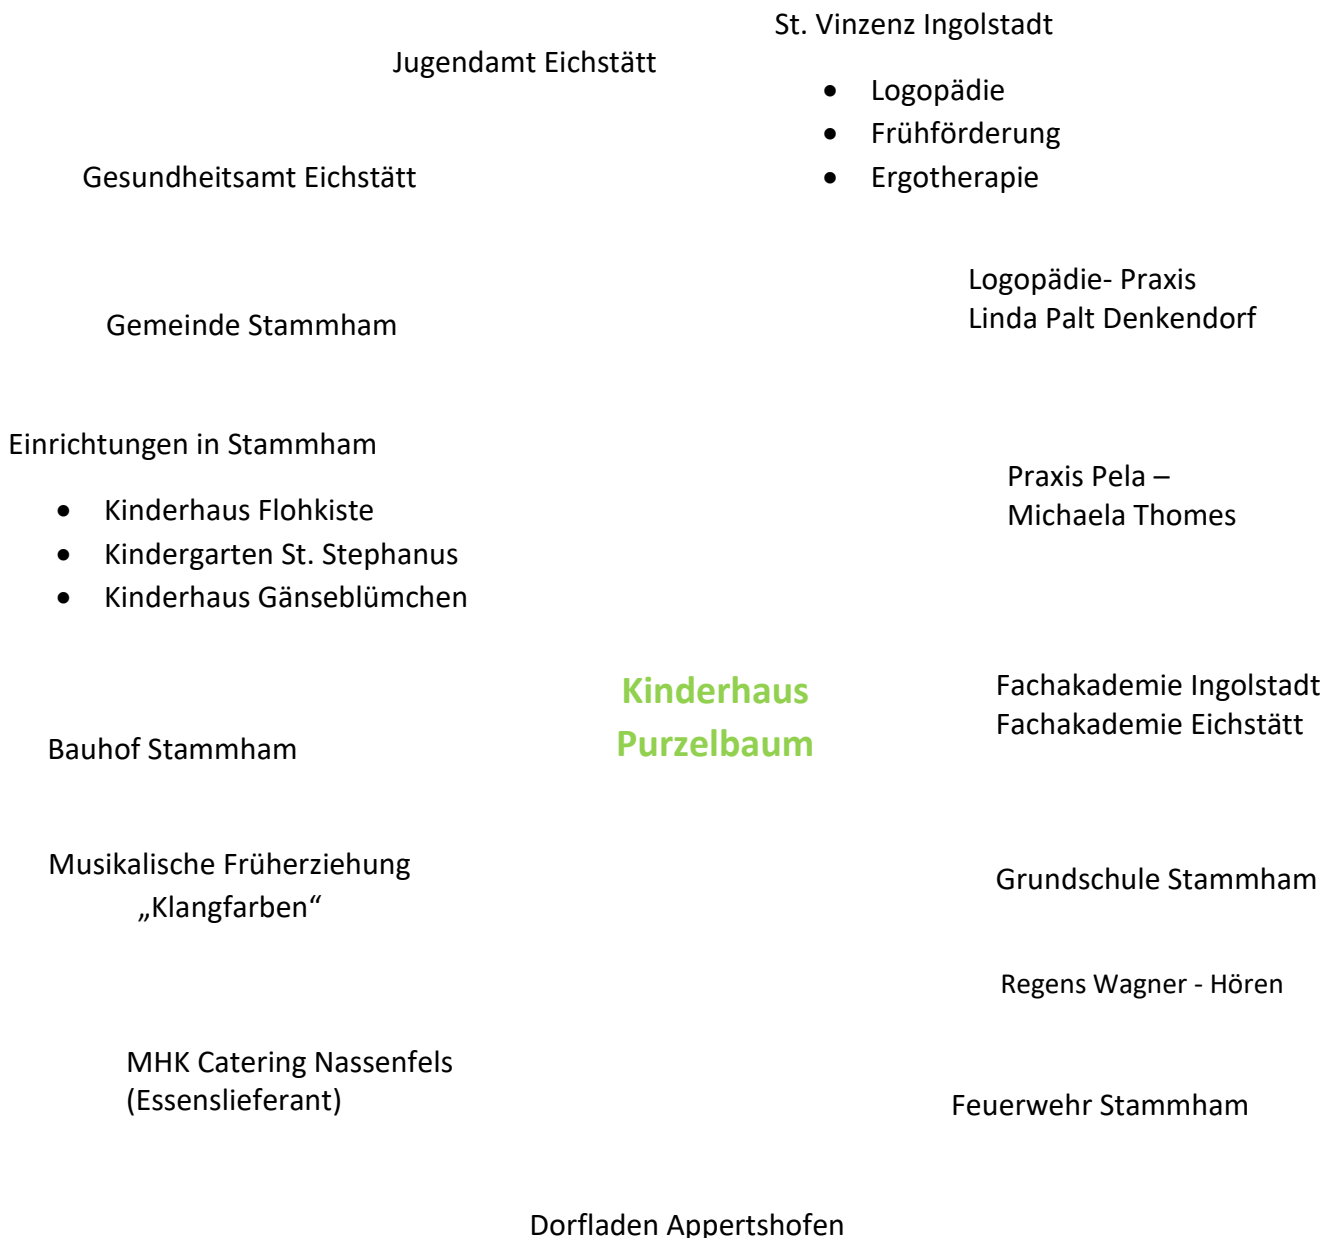 St. Vinzenz Ingolstadt
Jugendamt Eichstätt
• Logopädie
• Frühförderung
• Ergotherapie
Gesundheitsamt Eichstätt
Logopädie- Praxis
Linda Palt Denkendorf
Gemeinde Stammham
Einrichtungen in Stammham
• Kinderhaus Flohkiste
• Kindergarten St. Stephanus
• Kinderhaus Gänseblümchen
Praxis Pela –
Michaela Thomes
Kinderhaus
Purzelbaum
Fachakademie Ingolstadt
Fachakademie Eichstätt
Bauhof Stammham
Musikalische Früherziehung
„Klangfarben“
Grundschule Stammham
Regens Wagner - Hören
MHK Catering Nassenfels
(Essenslieferant)
Feuerwehr Stammham
Dorfladen Appertshofen